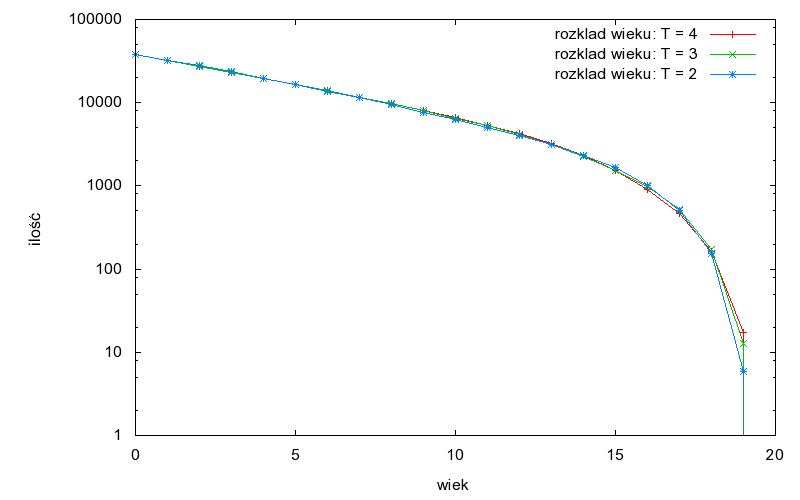 100000
rozklad wieku: T = 4
rozklad wieku: T = 3
rozklad wieku: T = 2
10000
1000
ilość
100
10
1
0 5 10 15 20
wiek